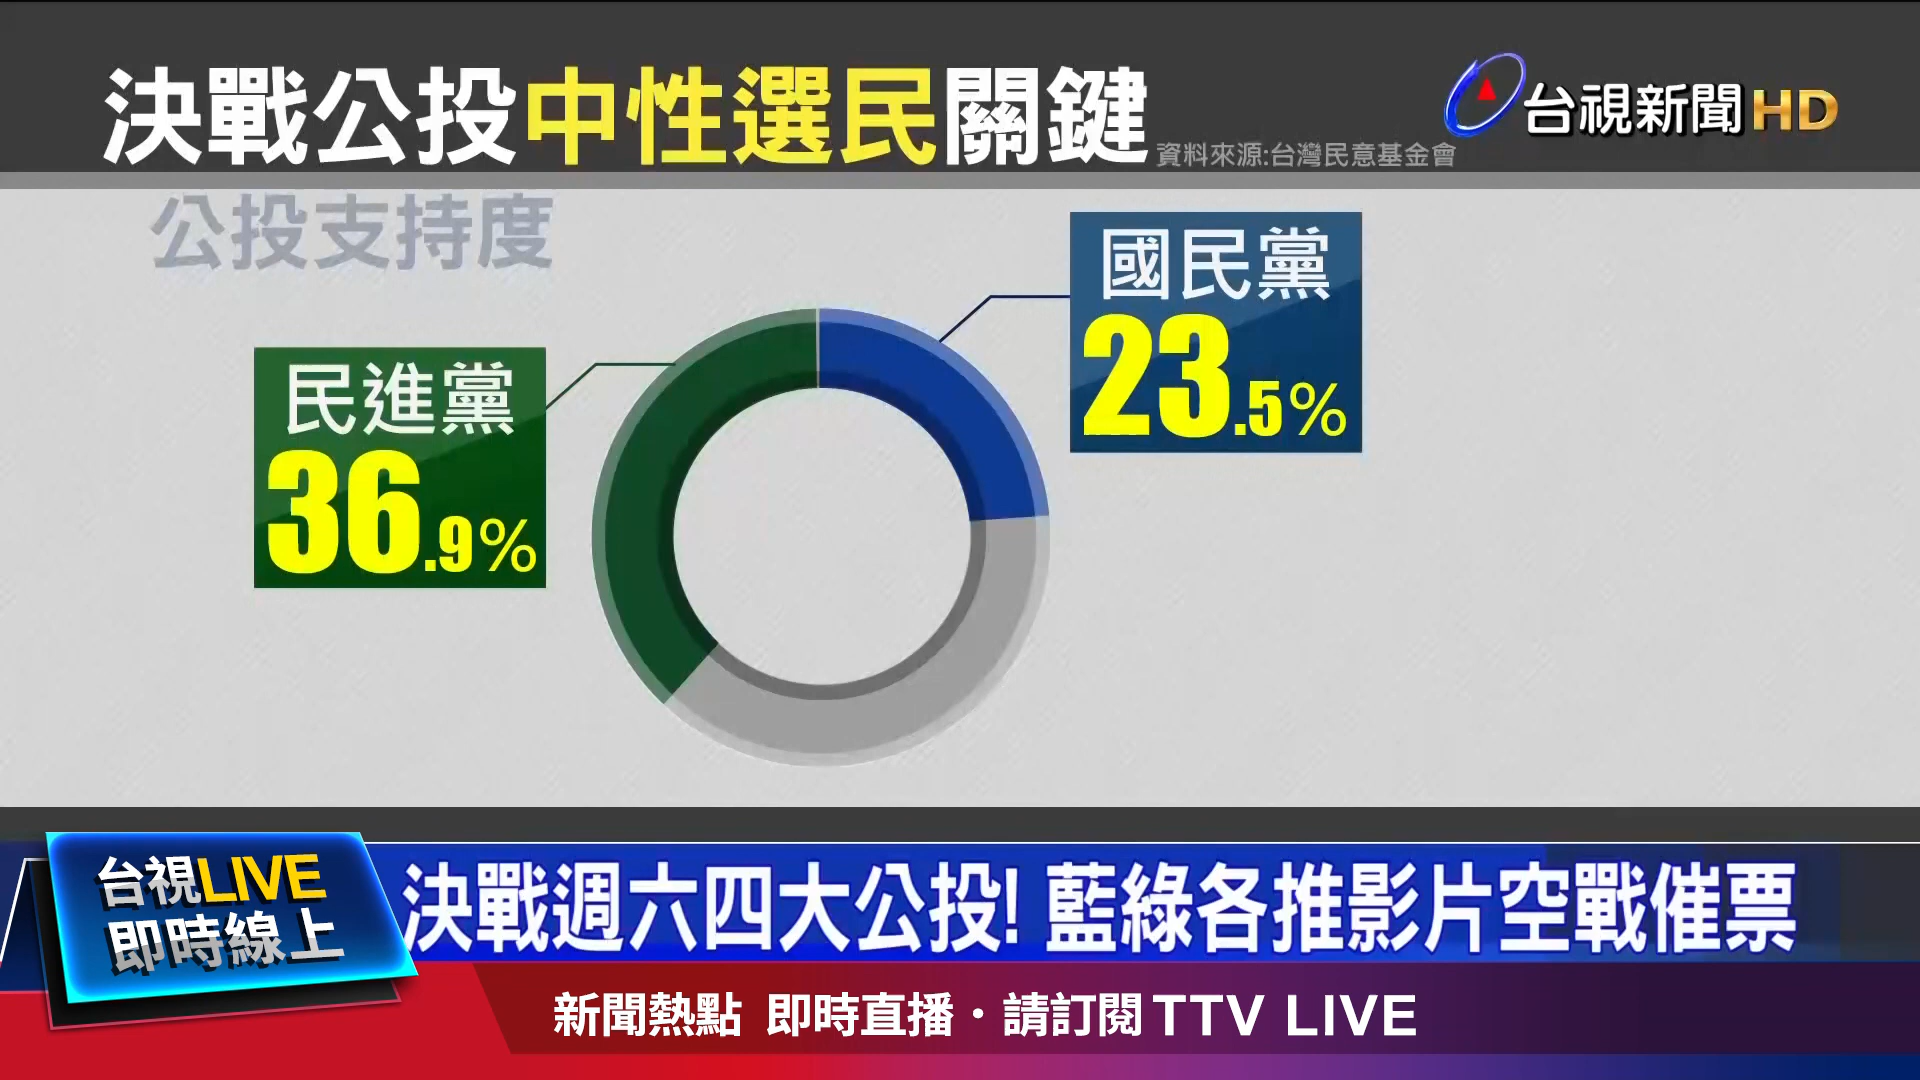 決戰公投中性選民關鍵
資料來源:台灣民意基金會
台視新聞HD
公投支持度
國民黨
23.5%
民進黨
36.9%
台視LIVE
即時線上
決戰週六四大公投! 藍綠各推影片空戰催票
新聞熱點 即時直播・請訂閱TTV LIVE